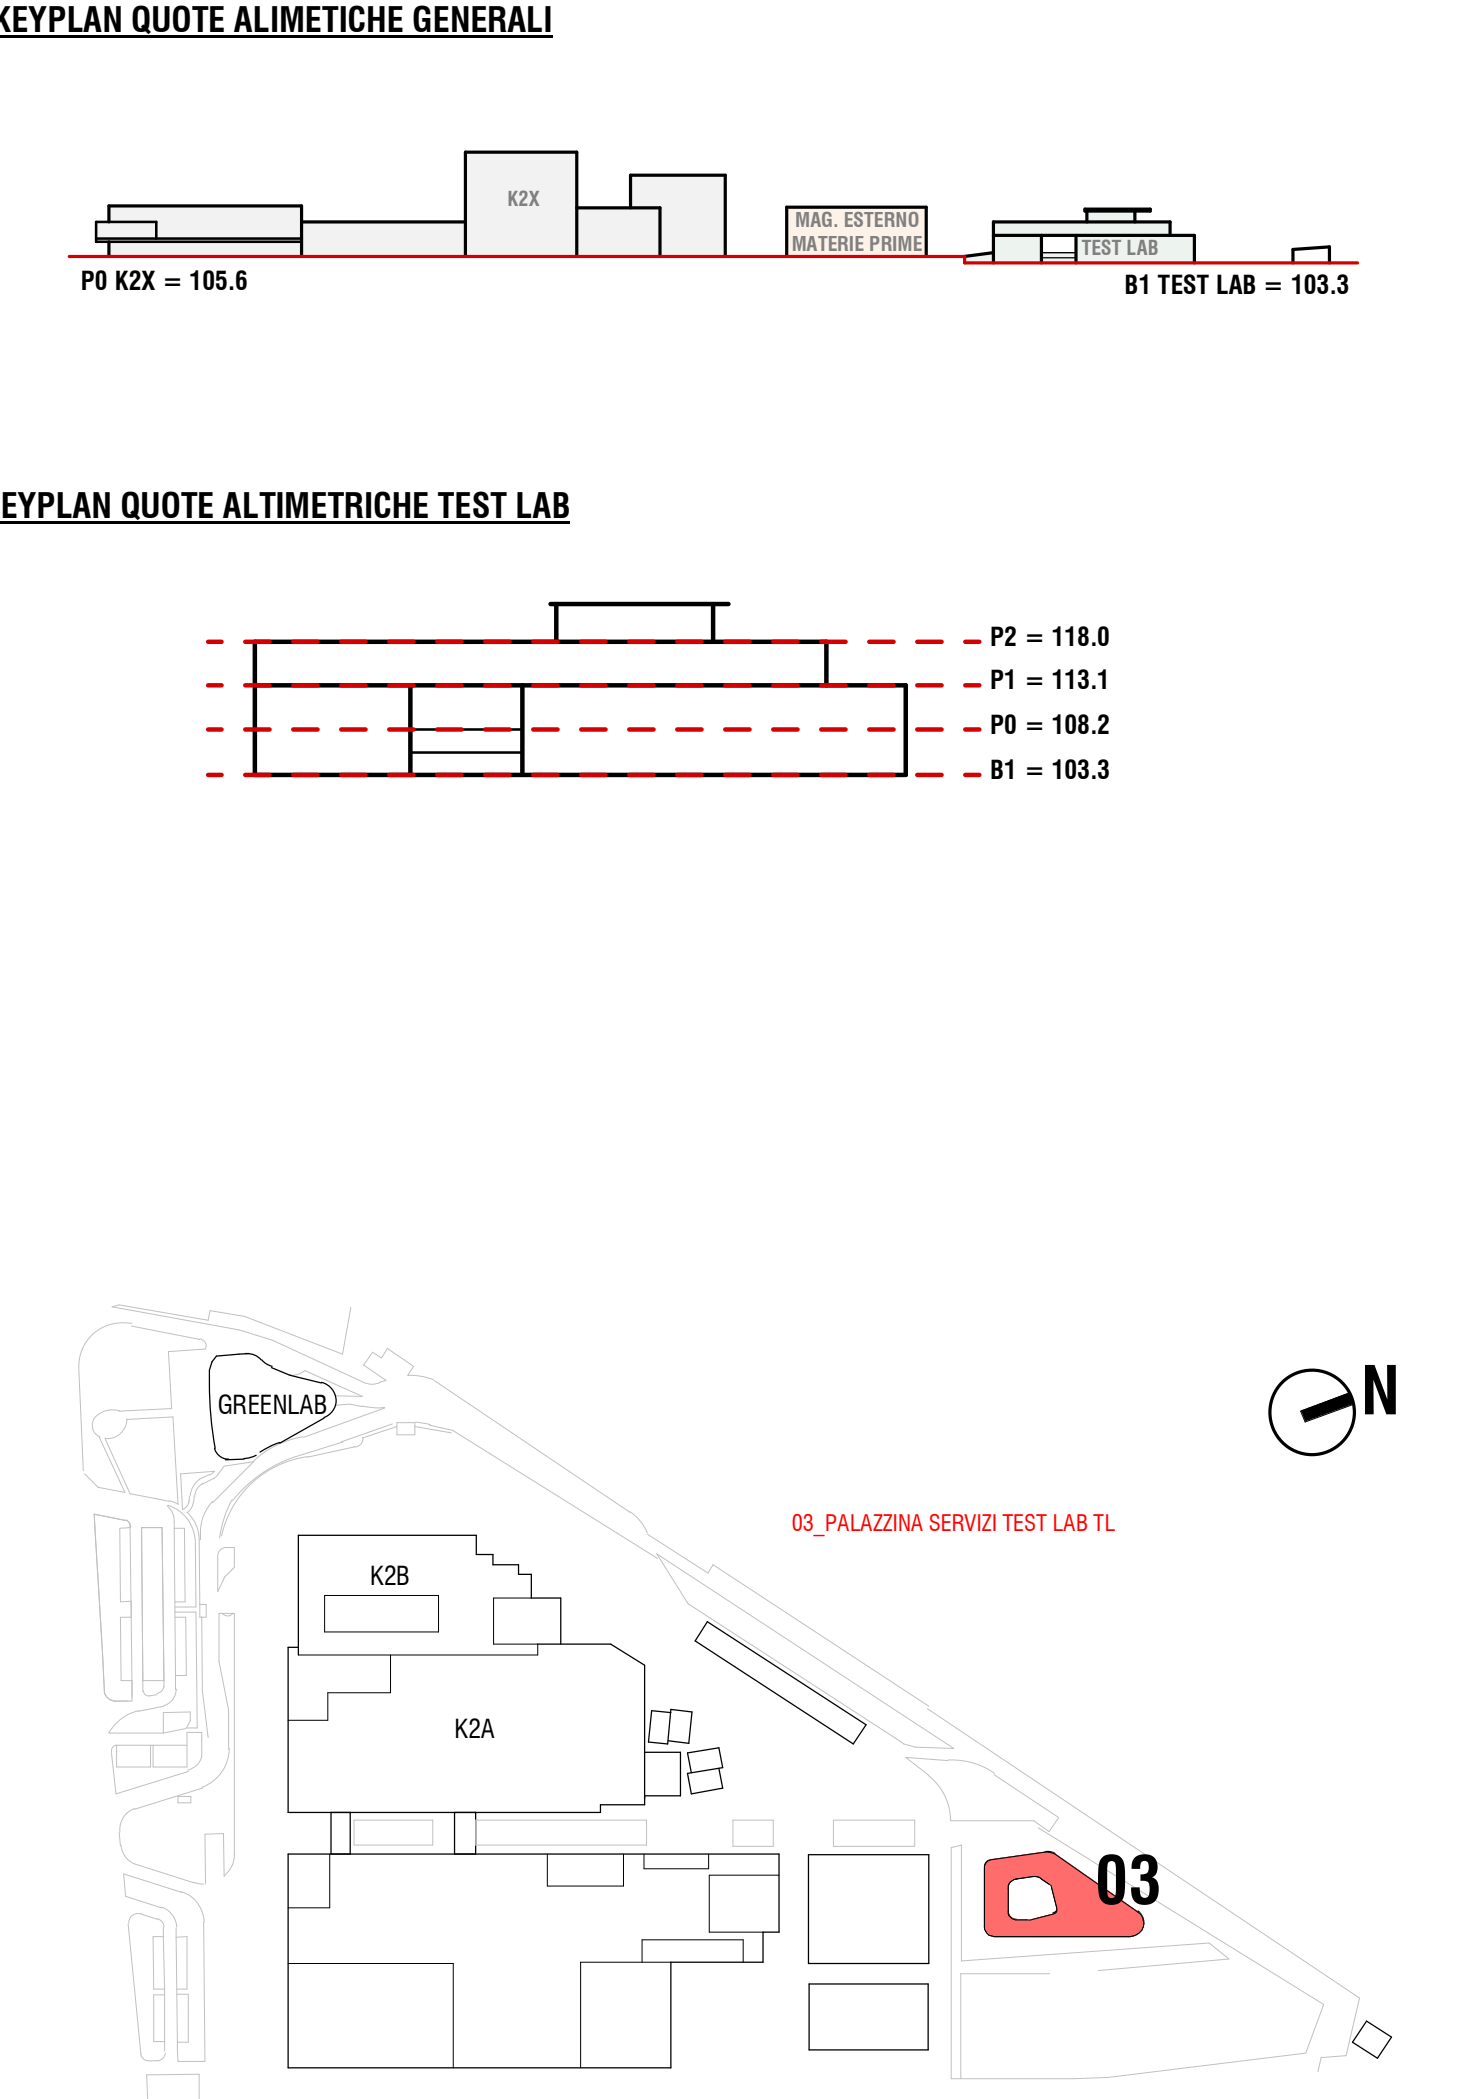 KEYPLAN QUOTE ALIMETICHE GENERALI
K2X
MAG. ESTERNO
MATERIE PRIME
TEST LAB
P0 K2X = 105.6
B1 TEST LAB = 103.3
EYPLAN QUOTE ALTIMETRICHE TEST LAB
P2 = 118.0
P1 = 113.1
P0 = 108.2
B1 = 103.3
N
GREENLAB
03_PALAZZINA SERVIZI TEST LAB TL
K2B
K2A
03